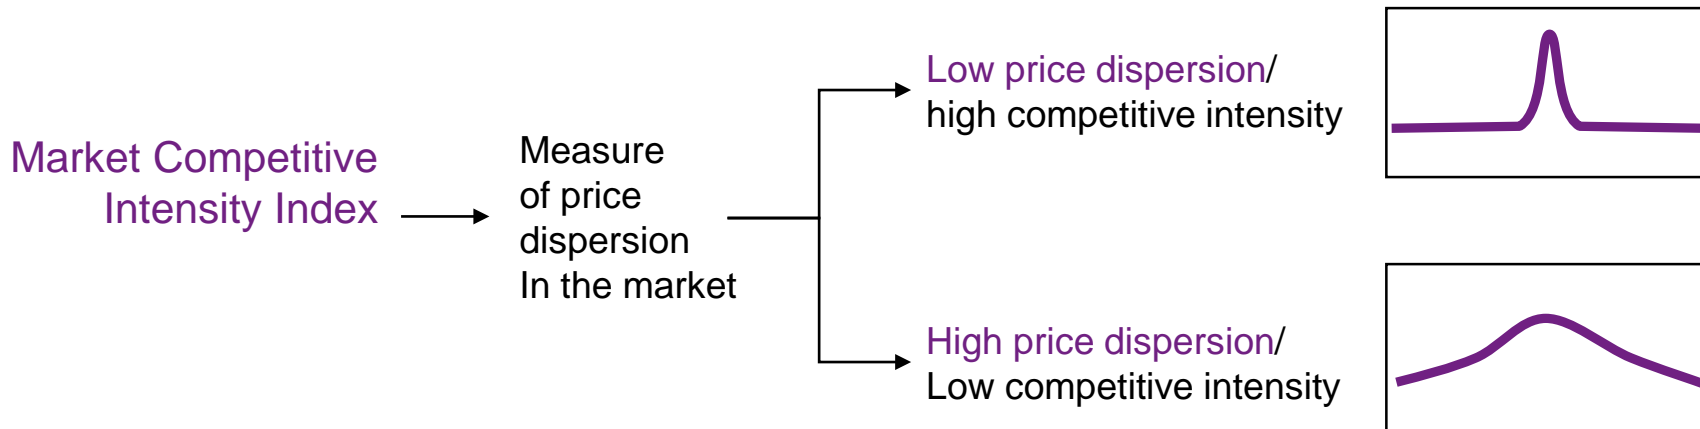 Market Competitive
Intensity Index
Measure
of price
dispersion
In the market
Low price dispersion/
high competitive intensity
High price dispersion/
Low competitive intensity